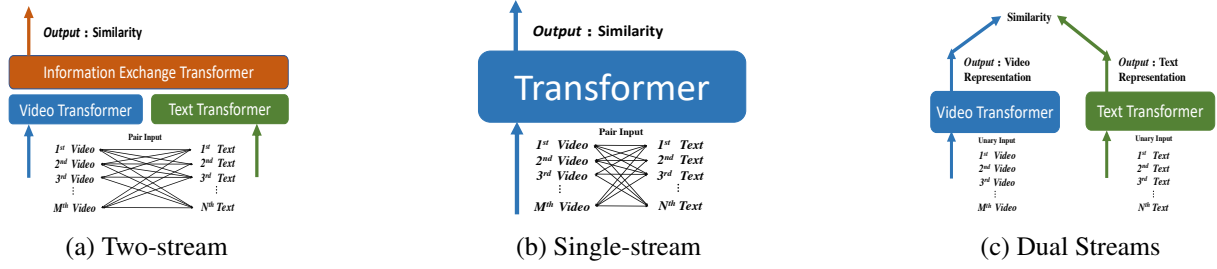 Output : Similarity
Information Exchange Transformer
Video Transformer
Text Transformer
Pair Input
1st Video
1st Text
2nd Video
2nd Text
3rd Video
3rd Text
⋮
⋮
Mth Video
Nth Text
(a) Two-stream
Output : Similarity
Transformer
Pair Input
1st Video
1st Text
2nd Video
2nd Text
3rd Video
3rd Text
⋮
⋮
Mth Video
Nth Text
(b) Single-stream
Similarity
Output : Video
Representation
Output : Text
Representation
Video Transformer
Text Transformer
Unary Input
Unary Input
1st Video
1st Text
2nd Video
2nd Text
3rd Video
3rd Text
⋮
⋮
Mth Video
Nth Text
(c) Dual Streams